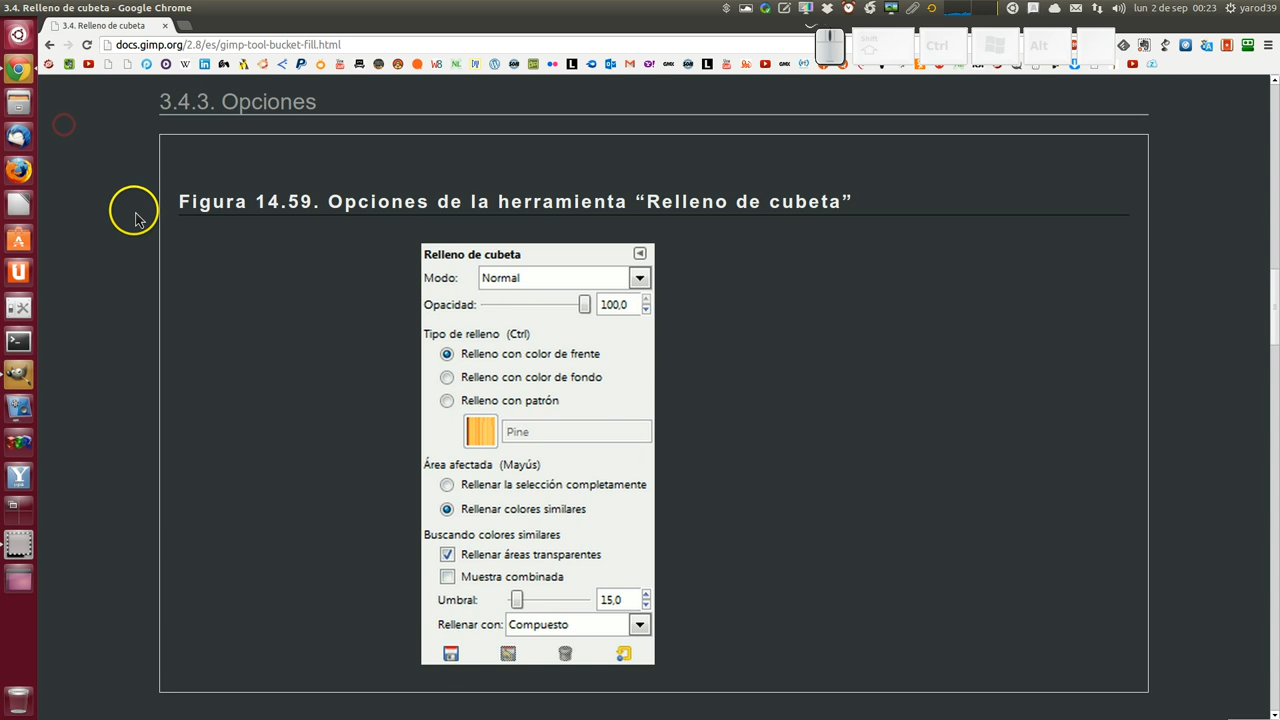 3.4. Relleno de cubeta - Google Chrome
lun 2 de sep 00:23
yarod39
3.4. Relleno de cubeta
docs.gimp.org/2.8/es/gimp-tool-bucket-fill.html
Shift
Ctrl
Alt
3.4.3. Opciones
Figura 14.59. Opciones de la herramienta “Relleno de cubeta”
Relleno de cubeta
Modo: Normal
Opacidad: 100,0
Tipo de relleno (Ctrl)
Relleno con color de frente
Relleno con color de fondo
Relleno con patrón
Pine
Área afectada (Mayús)
Rellenar la selección completamente
Rellenar colores similares
Buscando colores similares
Rellenar áreas transparentes
Muestra combinada
Umbral: 15,0
Rellenar con: Compuesto